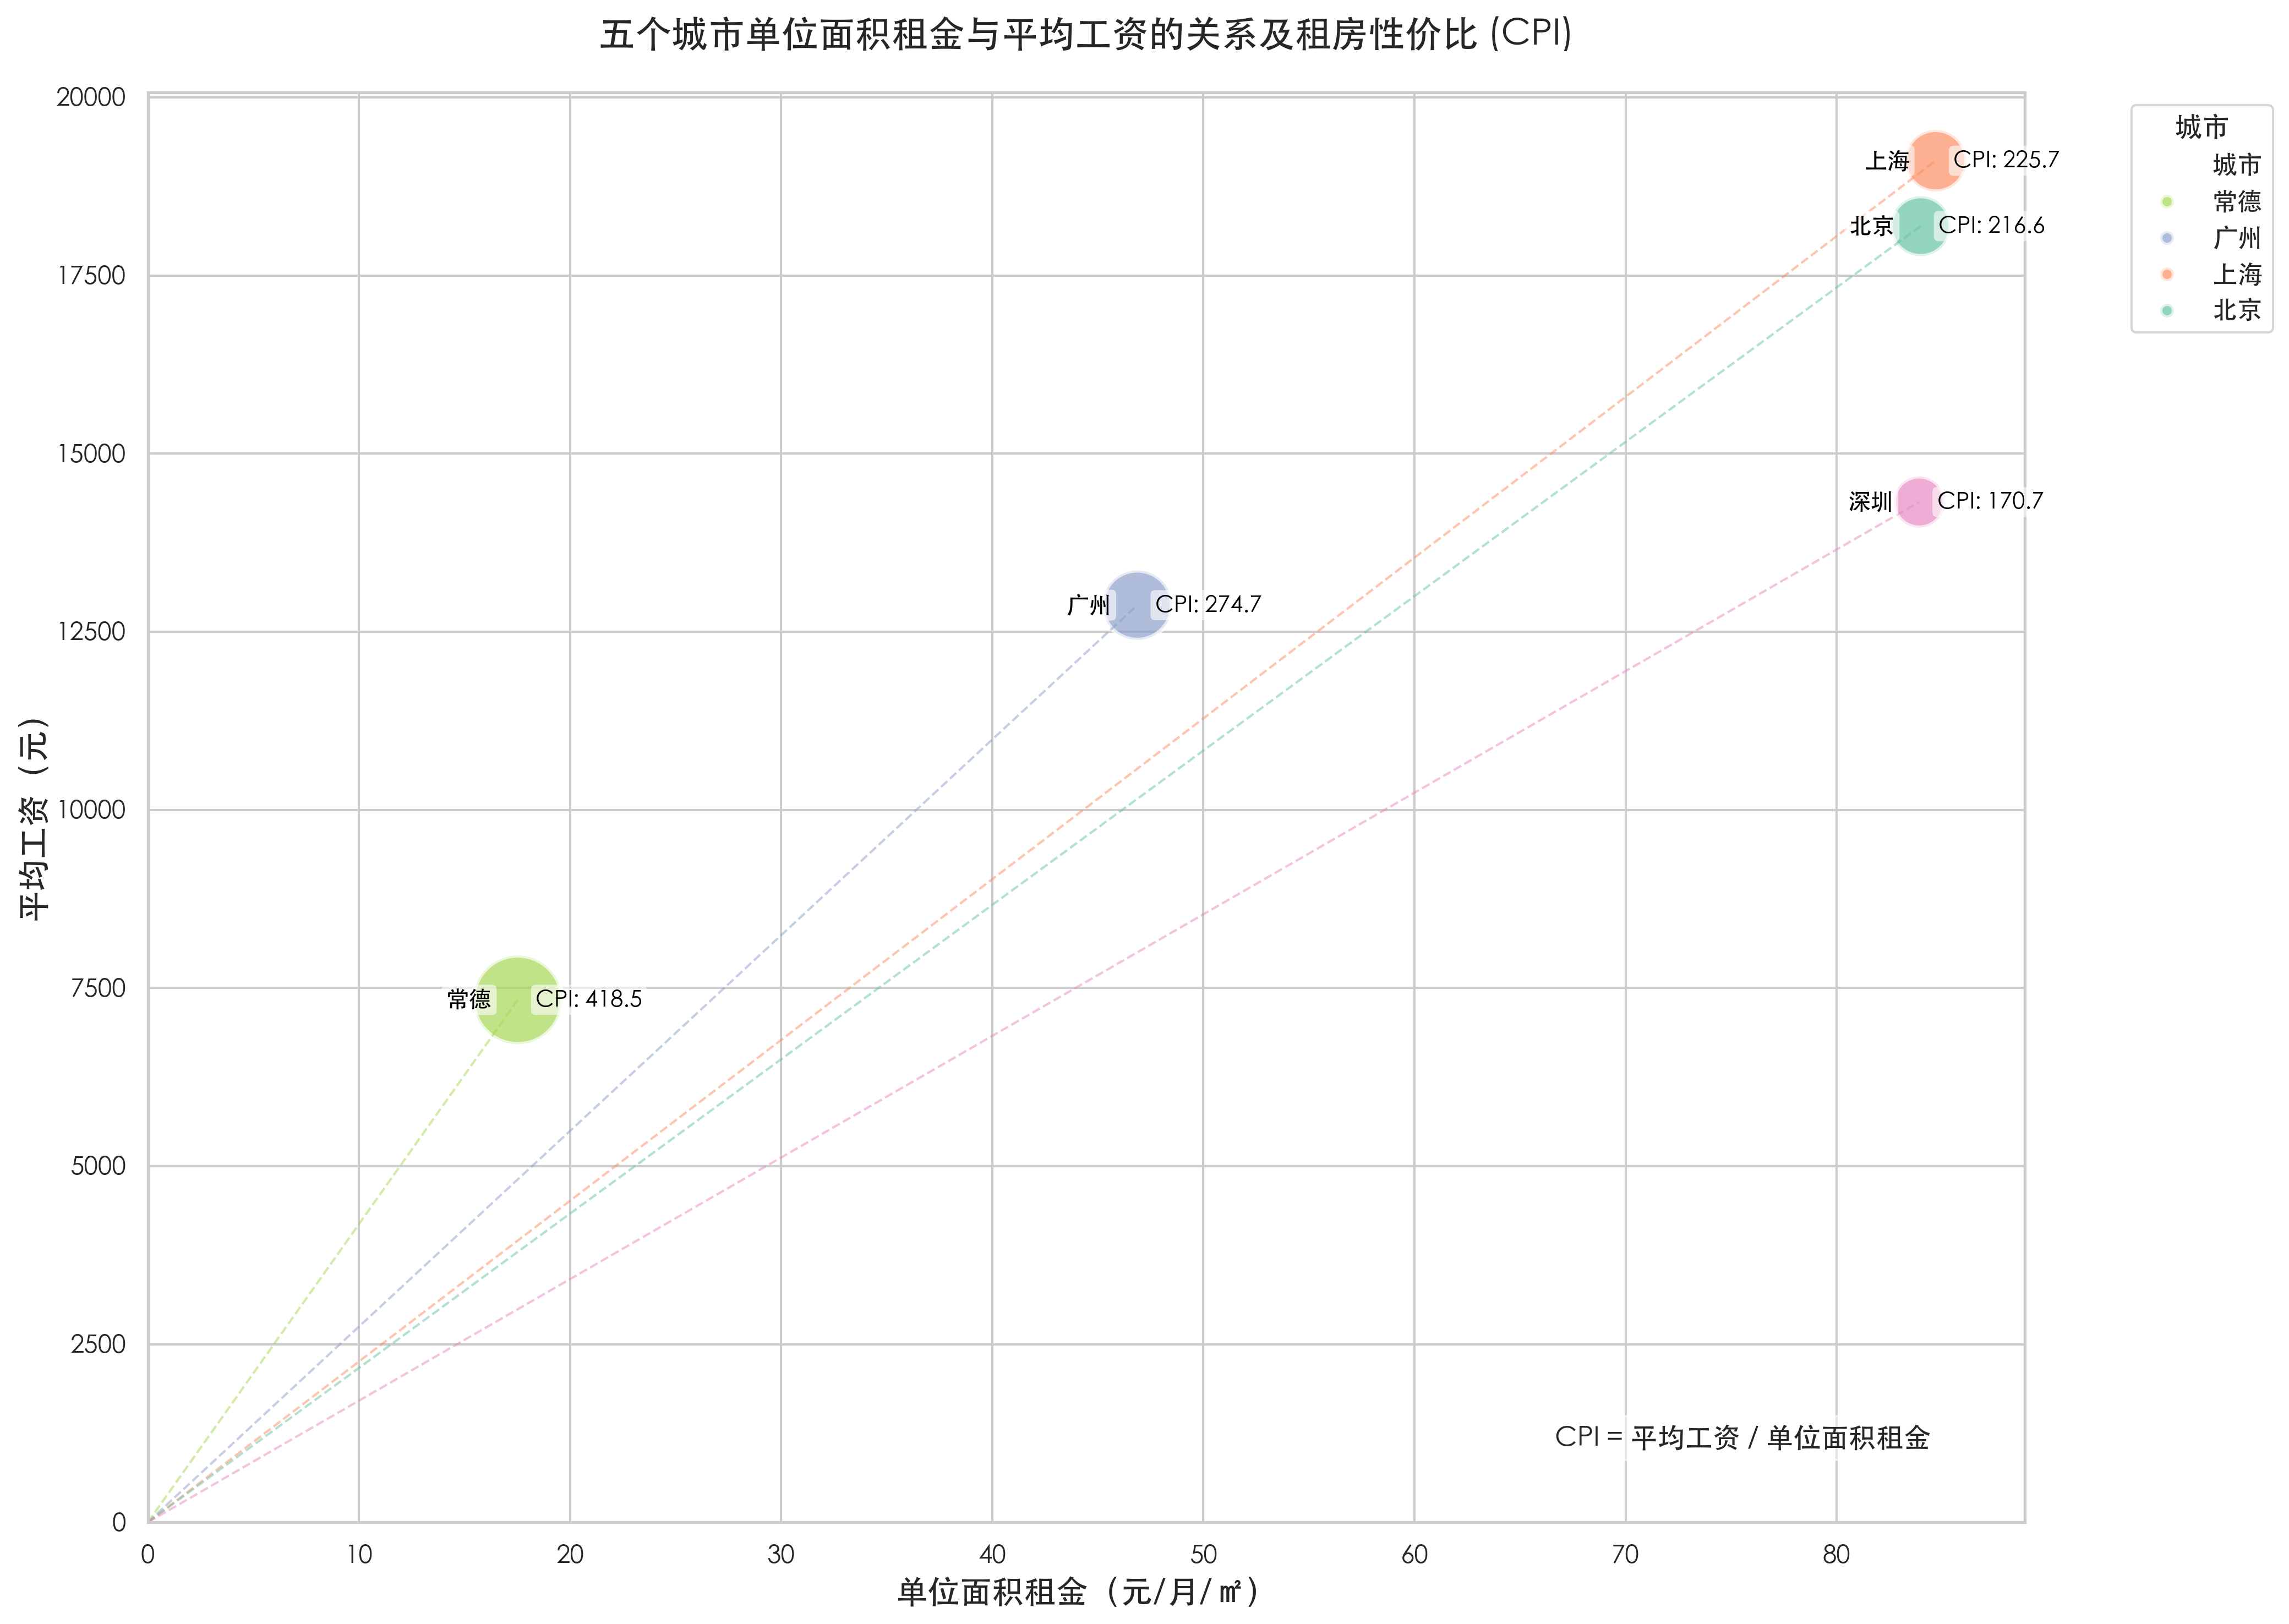 五个城市单位面积租金与平均工资的关系及租房性价比 (CPI)
平均工资（元）
20000
17500
15000
12500
10000
7500
5000
2500
0
上海 CPI: 225.7
北京 CPI: 216.6
深圳 CPI: 170.7
广州 CPI: 274.7
常德 CPI: 418.5
CPI = 平均工资 / 单位面积租金
0 10 20 30 40 50 60 70 80
单位面积租金（元/月/㎡）
城市
城市
常德
广州
上海
北京